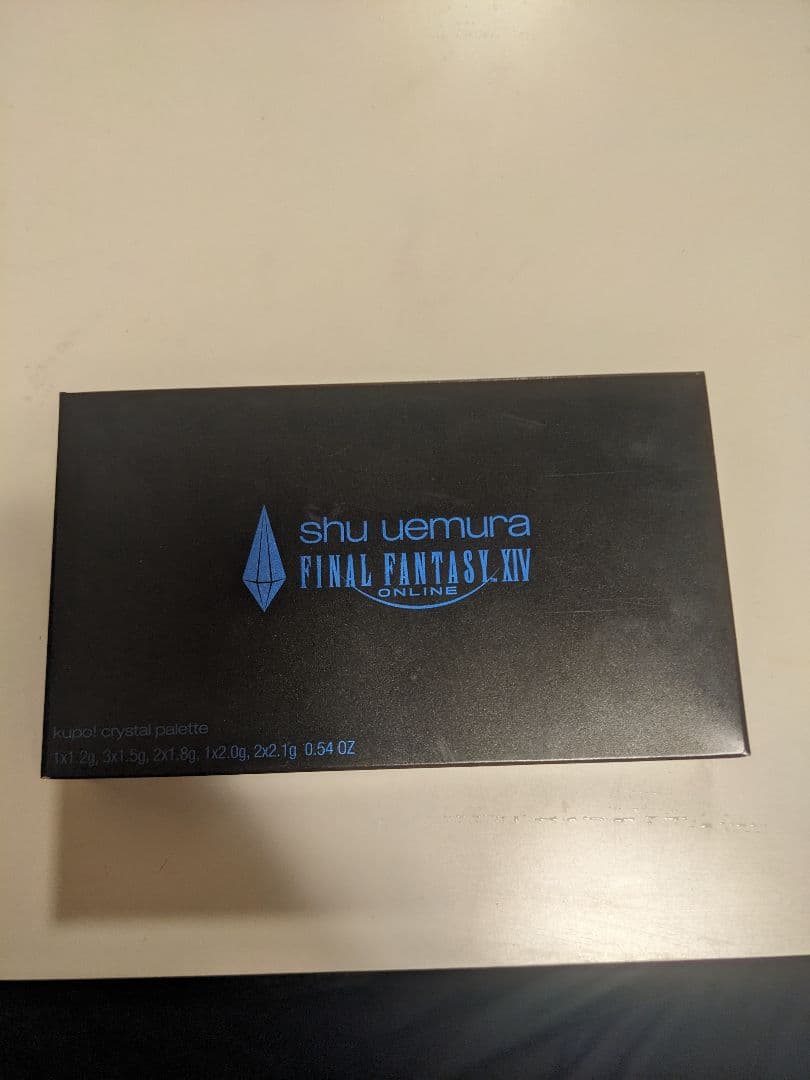 shu uemura
FINAL FANTASY™ XIV
ONLINE
kupo! crystal palette
1x1.2g, 3x1.5g, 2x1.8g, 1x2.0g, 2x2.1g 0.54 OZ